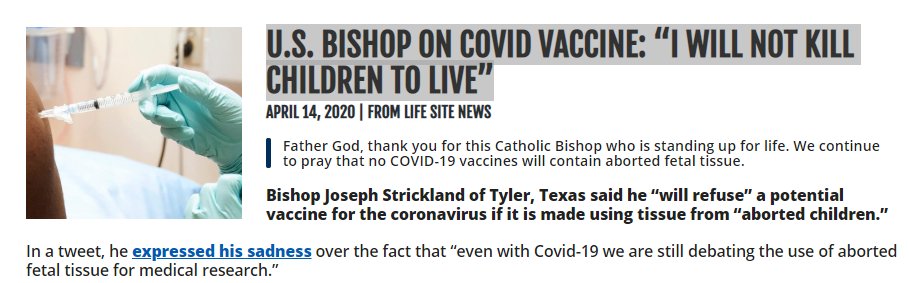 U.S. BISHOP ON COVID VACCINE: “I WILL NOT KILL
CHILDREN TO LIVE”
APRIL 14, 2020 | FROM LIFE SITE NEWS
Father God, thank you for this Catholic Bishop who is standing up for life. We continue
to pray that no COVID-19 vaccines will contain aborted fetal tissue.
Bishop Joseph Strickland of Tyler, Texas said he “will refuse” a potential
vaccine for the coronavirus if it is made using tissue from “aborted children.”
In a tweet, he expressed his sadness over the fact that “even with Covid-19 we are still debating the use of aborted
fetal tissue for medical research.”